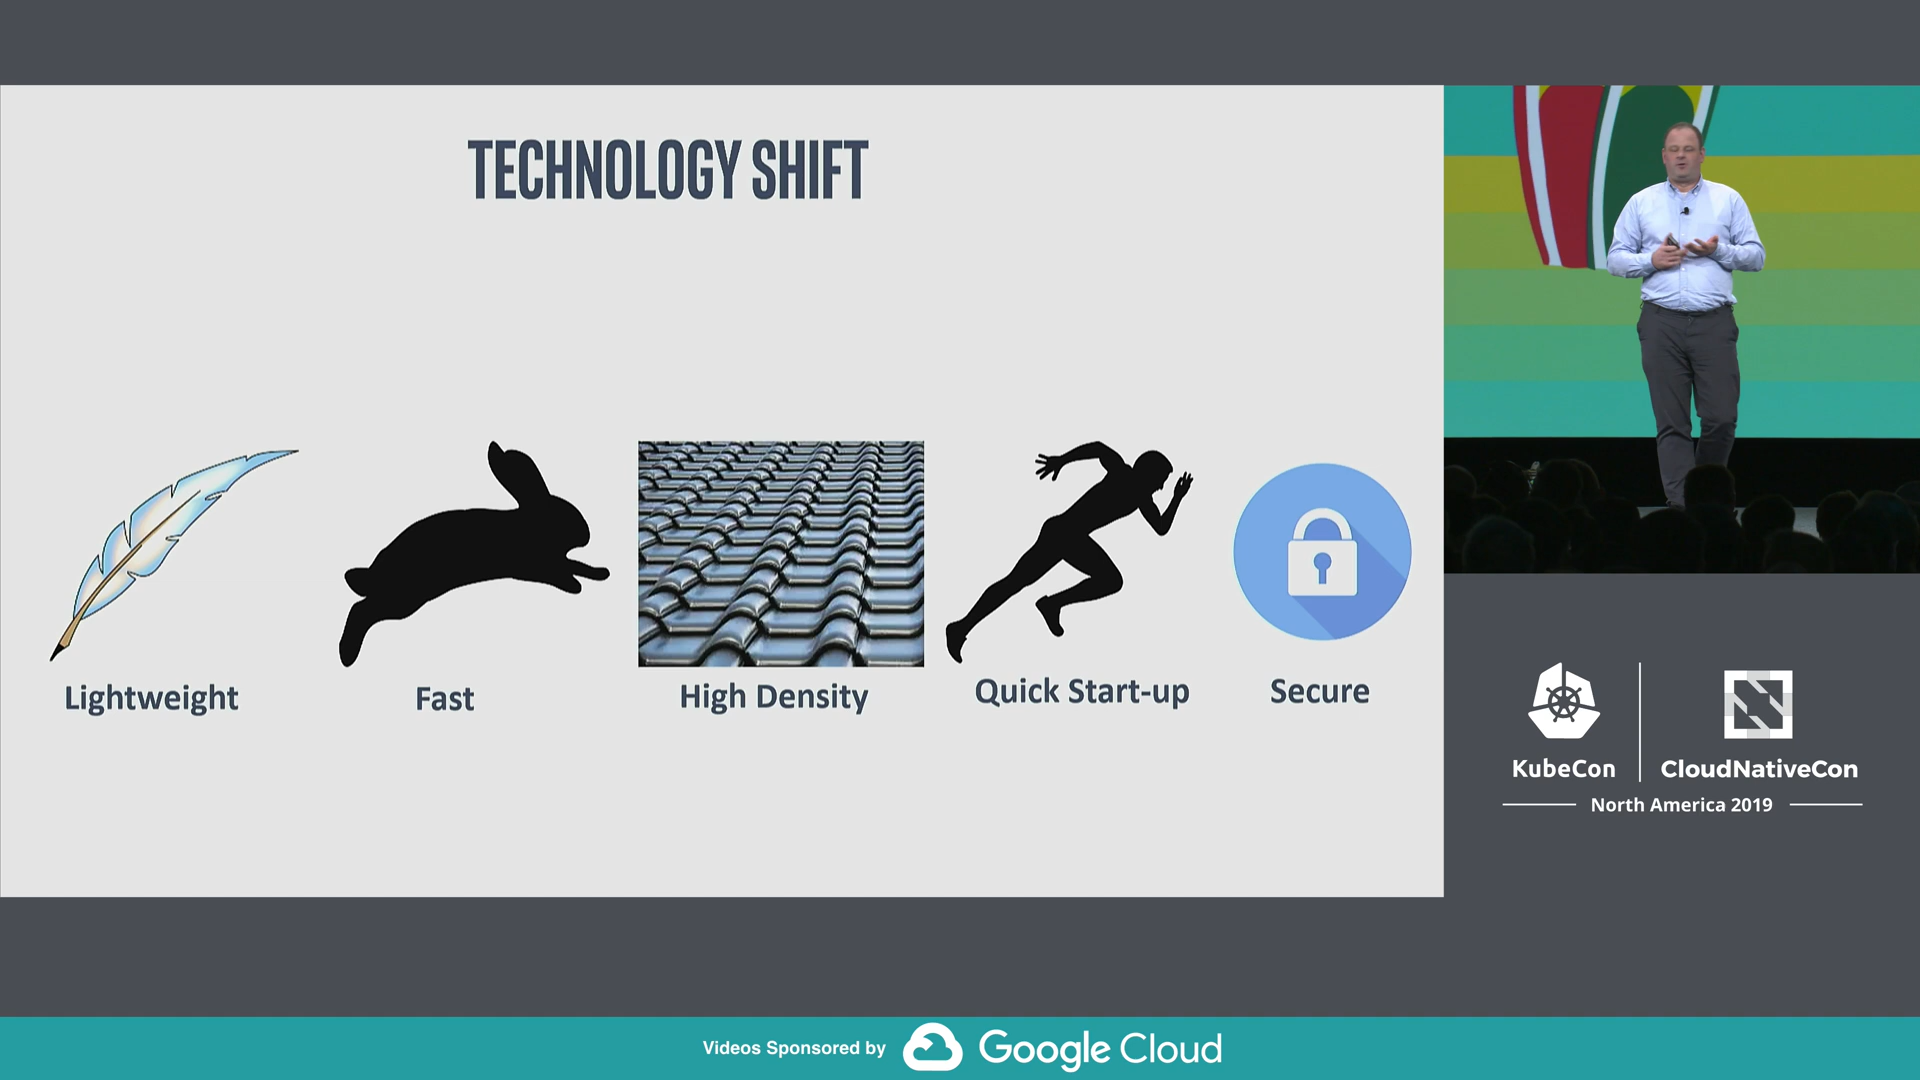 TECHNOLOGY SHIFT
Lightweight
Fast
High Density
Quick Start-up
Secure
KubeCon
CloudNativeCon
North America 2019
Videos Sponsored by
Google Cloud